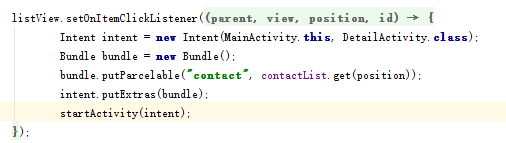 listView.setOnItemClickListener((parent, view, position, id) → {
Intent intent = new Intent(MainActivity.this, DetailActivity.class);
Bundle bundle = new Bundle();
bundle.putParcelable("contact", contactList.get(position));
intent.putExtras(bundle);
startActivity(intent);
});